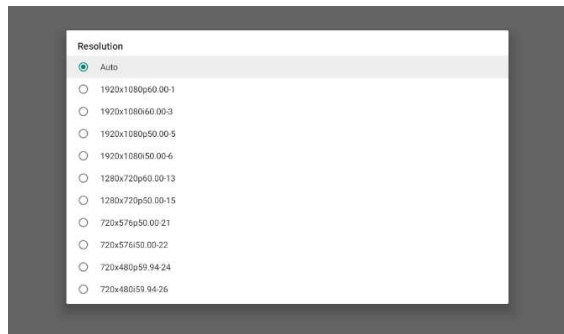 Resolution
Auto
1920x1080p60.00-1
1920x1080i60.00-3
1920x1080p50.00-5
1920x1080i50.00-6
1280x720p60.00-13
1280x720p50.00-15
720x576p50.00-21
720x576i50.00-22
720x480p59.94-24
720x480i59.94-26